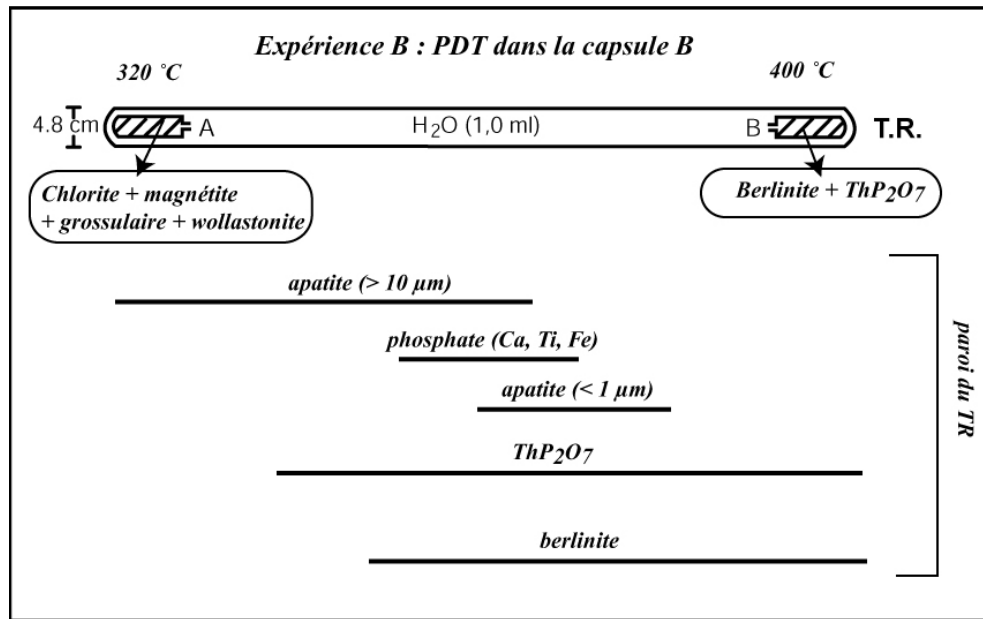 Expérience B : PDT dans la capsule B
320 °C
400 °C
4.8 cm
A
H2O (1,0 ml)
B
T.R.
Chlorite + magnétite
+ grossulaire + wollastonite
Berlinite + ThP2O7
apatite (> 10 µm)
phosphate (Ca, Ti, Fe)
apatite (< 1 µm)
ThP2O7
berlinite
paroi du TR